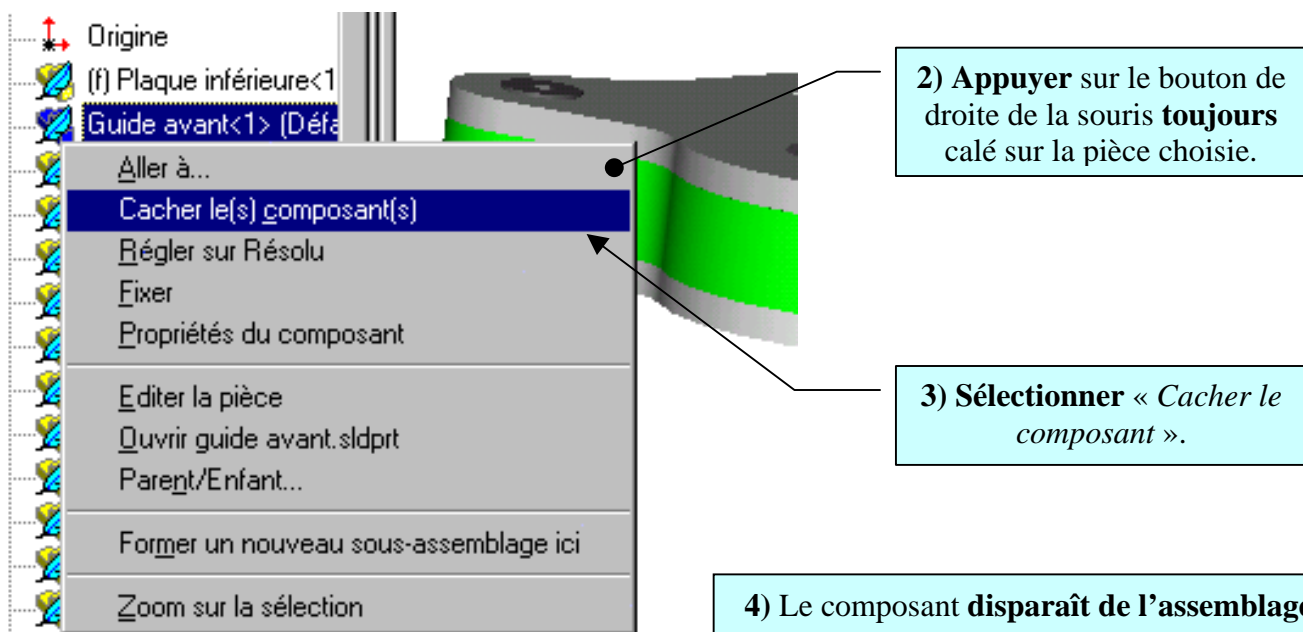 Origine
(f) Plaque inférieure<1
Guide avant<1> (Défa
Aller à...
Cacher le(s) composant(s)
Régler sur Résolu
Fixer
Propriétés du composant
Editer la pièce
Ouvrir guide avant.sldprt
Parent/Enfant...
Former un nouveau sous-assemblage ici
Zoom sur la sélection
2) Appuyer sur le bouton de
droite de la souris toujours
calé sur la pièce choisie.
3) Sélectionner « Cacher le
composant ».
4) Le composant disparaît de l’assemblage